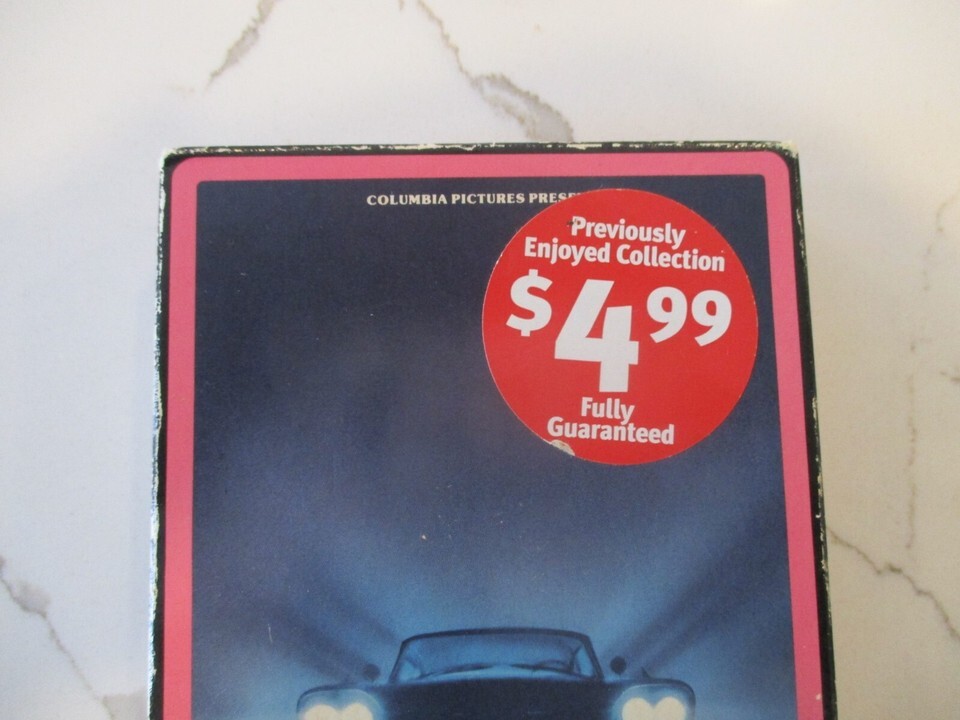 COLUMBIA PICTURES
Previously
Enjoyed Collection
$4.99
Fully
Guaranteed